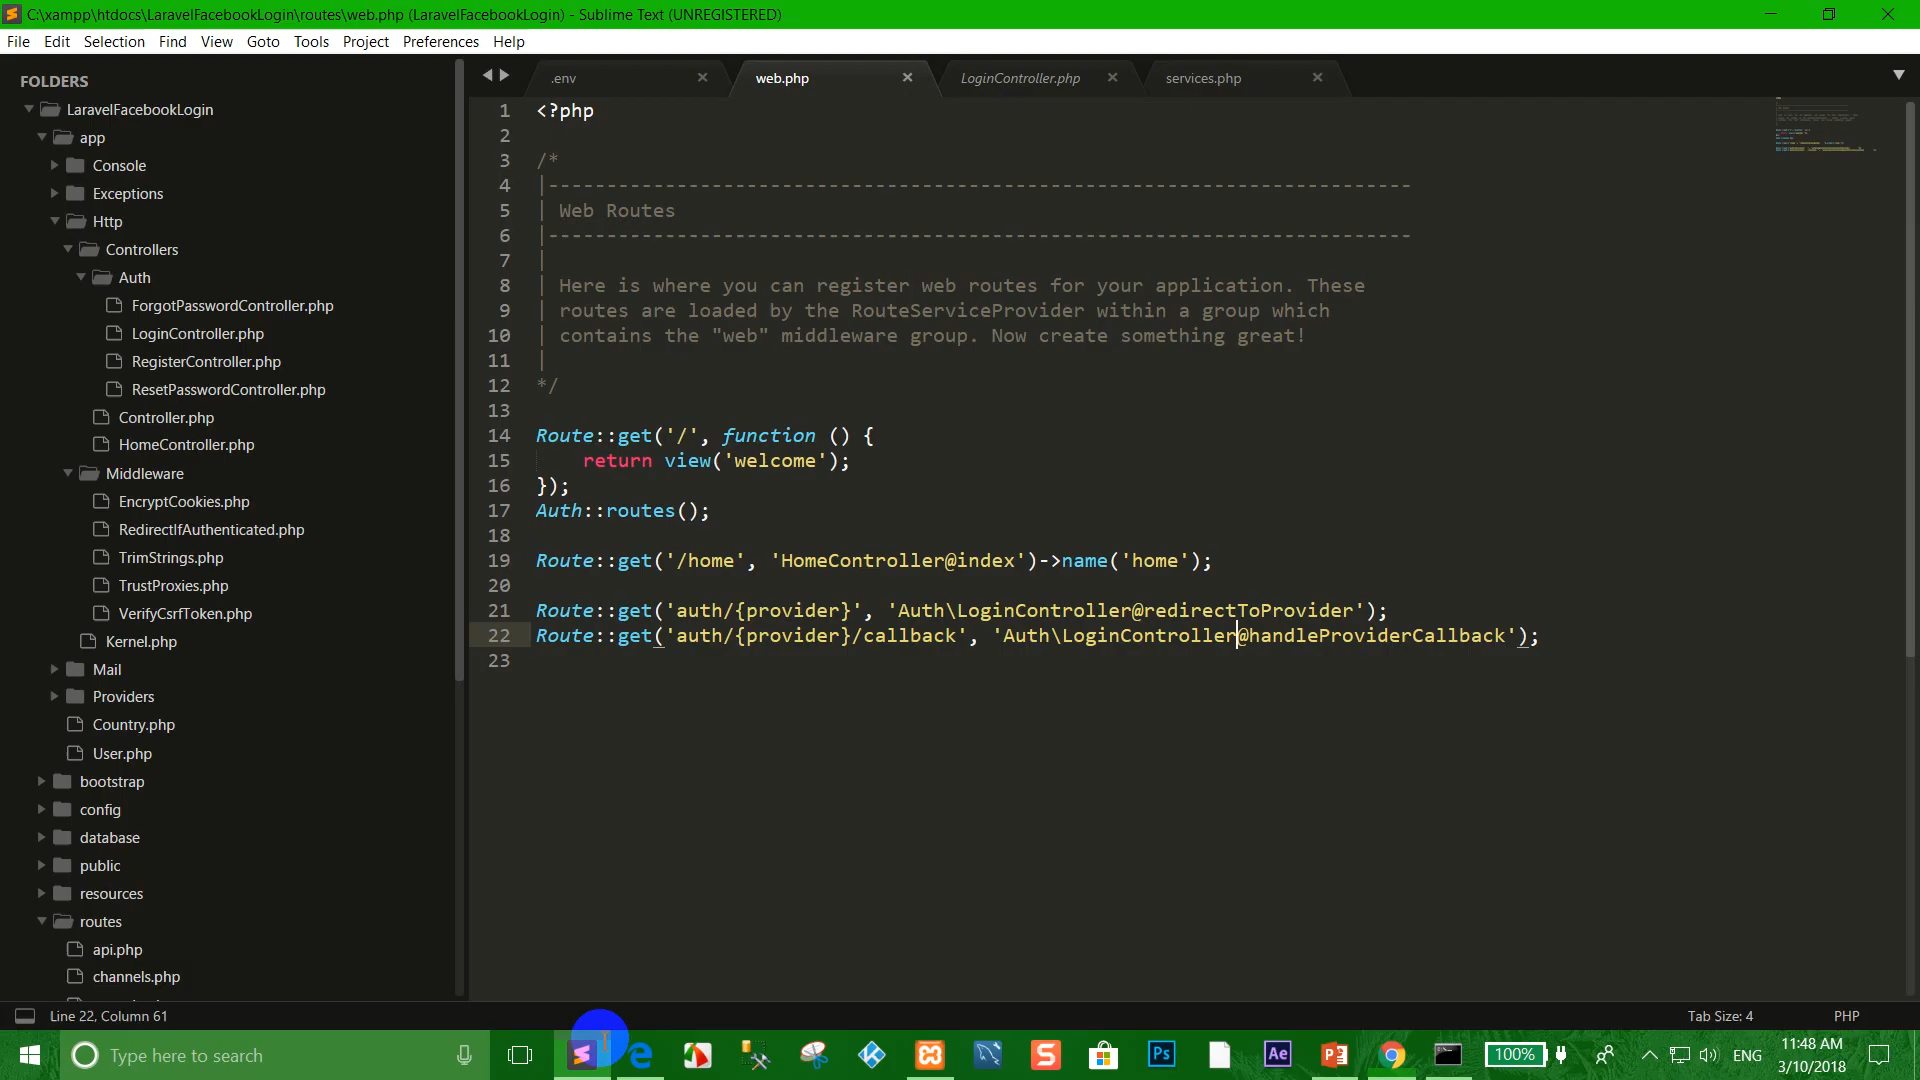 C:\xampp\htdocs\LaravelFacebookLogin\routes\web.php (LaravelFacebookLogin) - Sublime Text (UNREGISTERED)
File Edit Selection Find View Goto Tools Project Preferences Help
FOLDERS
LaravelFacebookLogin
app
Console
Exceptions
Http
Controllers
Auth
ForgotPasswordController.php
LoginController.php
RegisterController.php
ResetPasswordController.php
Controller.php
HomeController.php
Middleware
EncryptCookies.php
RedirectIfAuthenticated.php
TrimStrings.php
TrustProxies.php
VerifyCsrfToken.php
Kernel.php
Mail
Providers
Country.php
User.php
bootstrap
config
database
public
resources
routes
api.php
channels.php
.env web.php LoginController.php services.php
1 <?php
2
3 /*
4 |--------------------------------------------------------------------------
5 | Web Routes
6 |--------------------------------------------------------------------------
7 |
8 | Here is where you can register web routes for your application. These
9 | routes are loaded by the RouteServiceProvider within a group which
10 | contains the "web" middleware group. Now create something great!
11 |
12 */
13
14 Route::get('/', function () {
15     return view('welcome');
16 });
17 Auth::routes();
18
19 Route::get('/home', 'HomeController@index')->name('home');
20
21 Route::get('auth/{provider}', 'Auth\LoginController@redirectToProvider');
22 Route::get('auth/{provider}/callback', 'Auth\LoginController@handleProviderCallback');
23
Line 22, Column 61 Tab Size: 4 PHP
Type here to search
Ps Ae 100% ENG 11:48 AM
3/10/2018